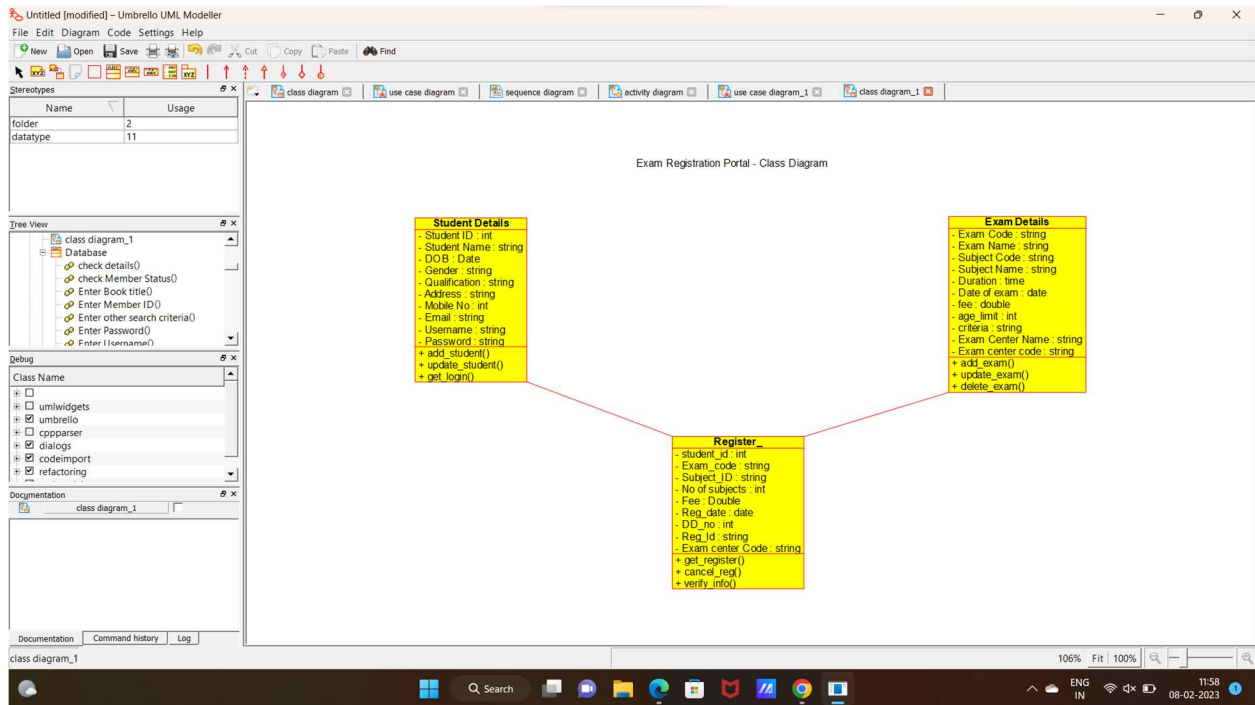 Untitled [modified] – Umbrello UML Modeller
File Edit Diagram Code Settings Help
New Open Save Cut Copy Paste Find
Stereotypes
class diagram use case diagram sequence diagram activity diagram use case diagram_1 class diagram_1
Name Usage
folder 2
datatype 11
Exam Registration Portal - Class Diagram
Tree View
class diagram_1
Database
check details()
check Member Status()
Enter Book title()
Enter Member ID()
Enter other search criteria()
Enter Password()
Enter Username()
Debug
Class Name
umlwidgets
umbrello
cppparser
dialogs
codeimport
refactoring
Documentation
class diagram_1
Documentation Command history Log
Student Details
- Student ID : int
- Student Name : string
- DOB : Date
- Gender : string
- Qualification : string
- Address : string
- Mobile No : int
- Email : string
- Username : string
- Password : string
+ add_student()
+ update_student()
+ get_login()
Exam Details
- Exam Code : string
- Exam Name : string
- Subject Code : string
- Subject Name : string
- Duration : time
- Date of exam : date
- fee : double
- age_limit : int
- criteria : string
- Exam Center Name : string
- Exam center code : string
+ add_exam()
+ update_exam()
+ delete_exam()
Register_
- student_id : int
- Exam_code : string
- Subject_ID : string
- No of subjects : int
- Fee : Double
- Reg_date : date
- DD_no : int
- Reg_Id : string
- Exam center Code : string
+ get_register()
+ cancel_reg()
+ verify_info()
class diagram_1
106% Fit 100%
Search
ENG
IN
11:58
08-02-2023
1